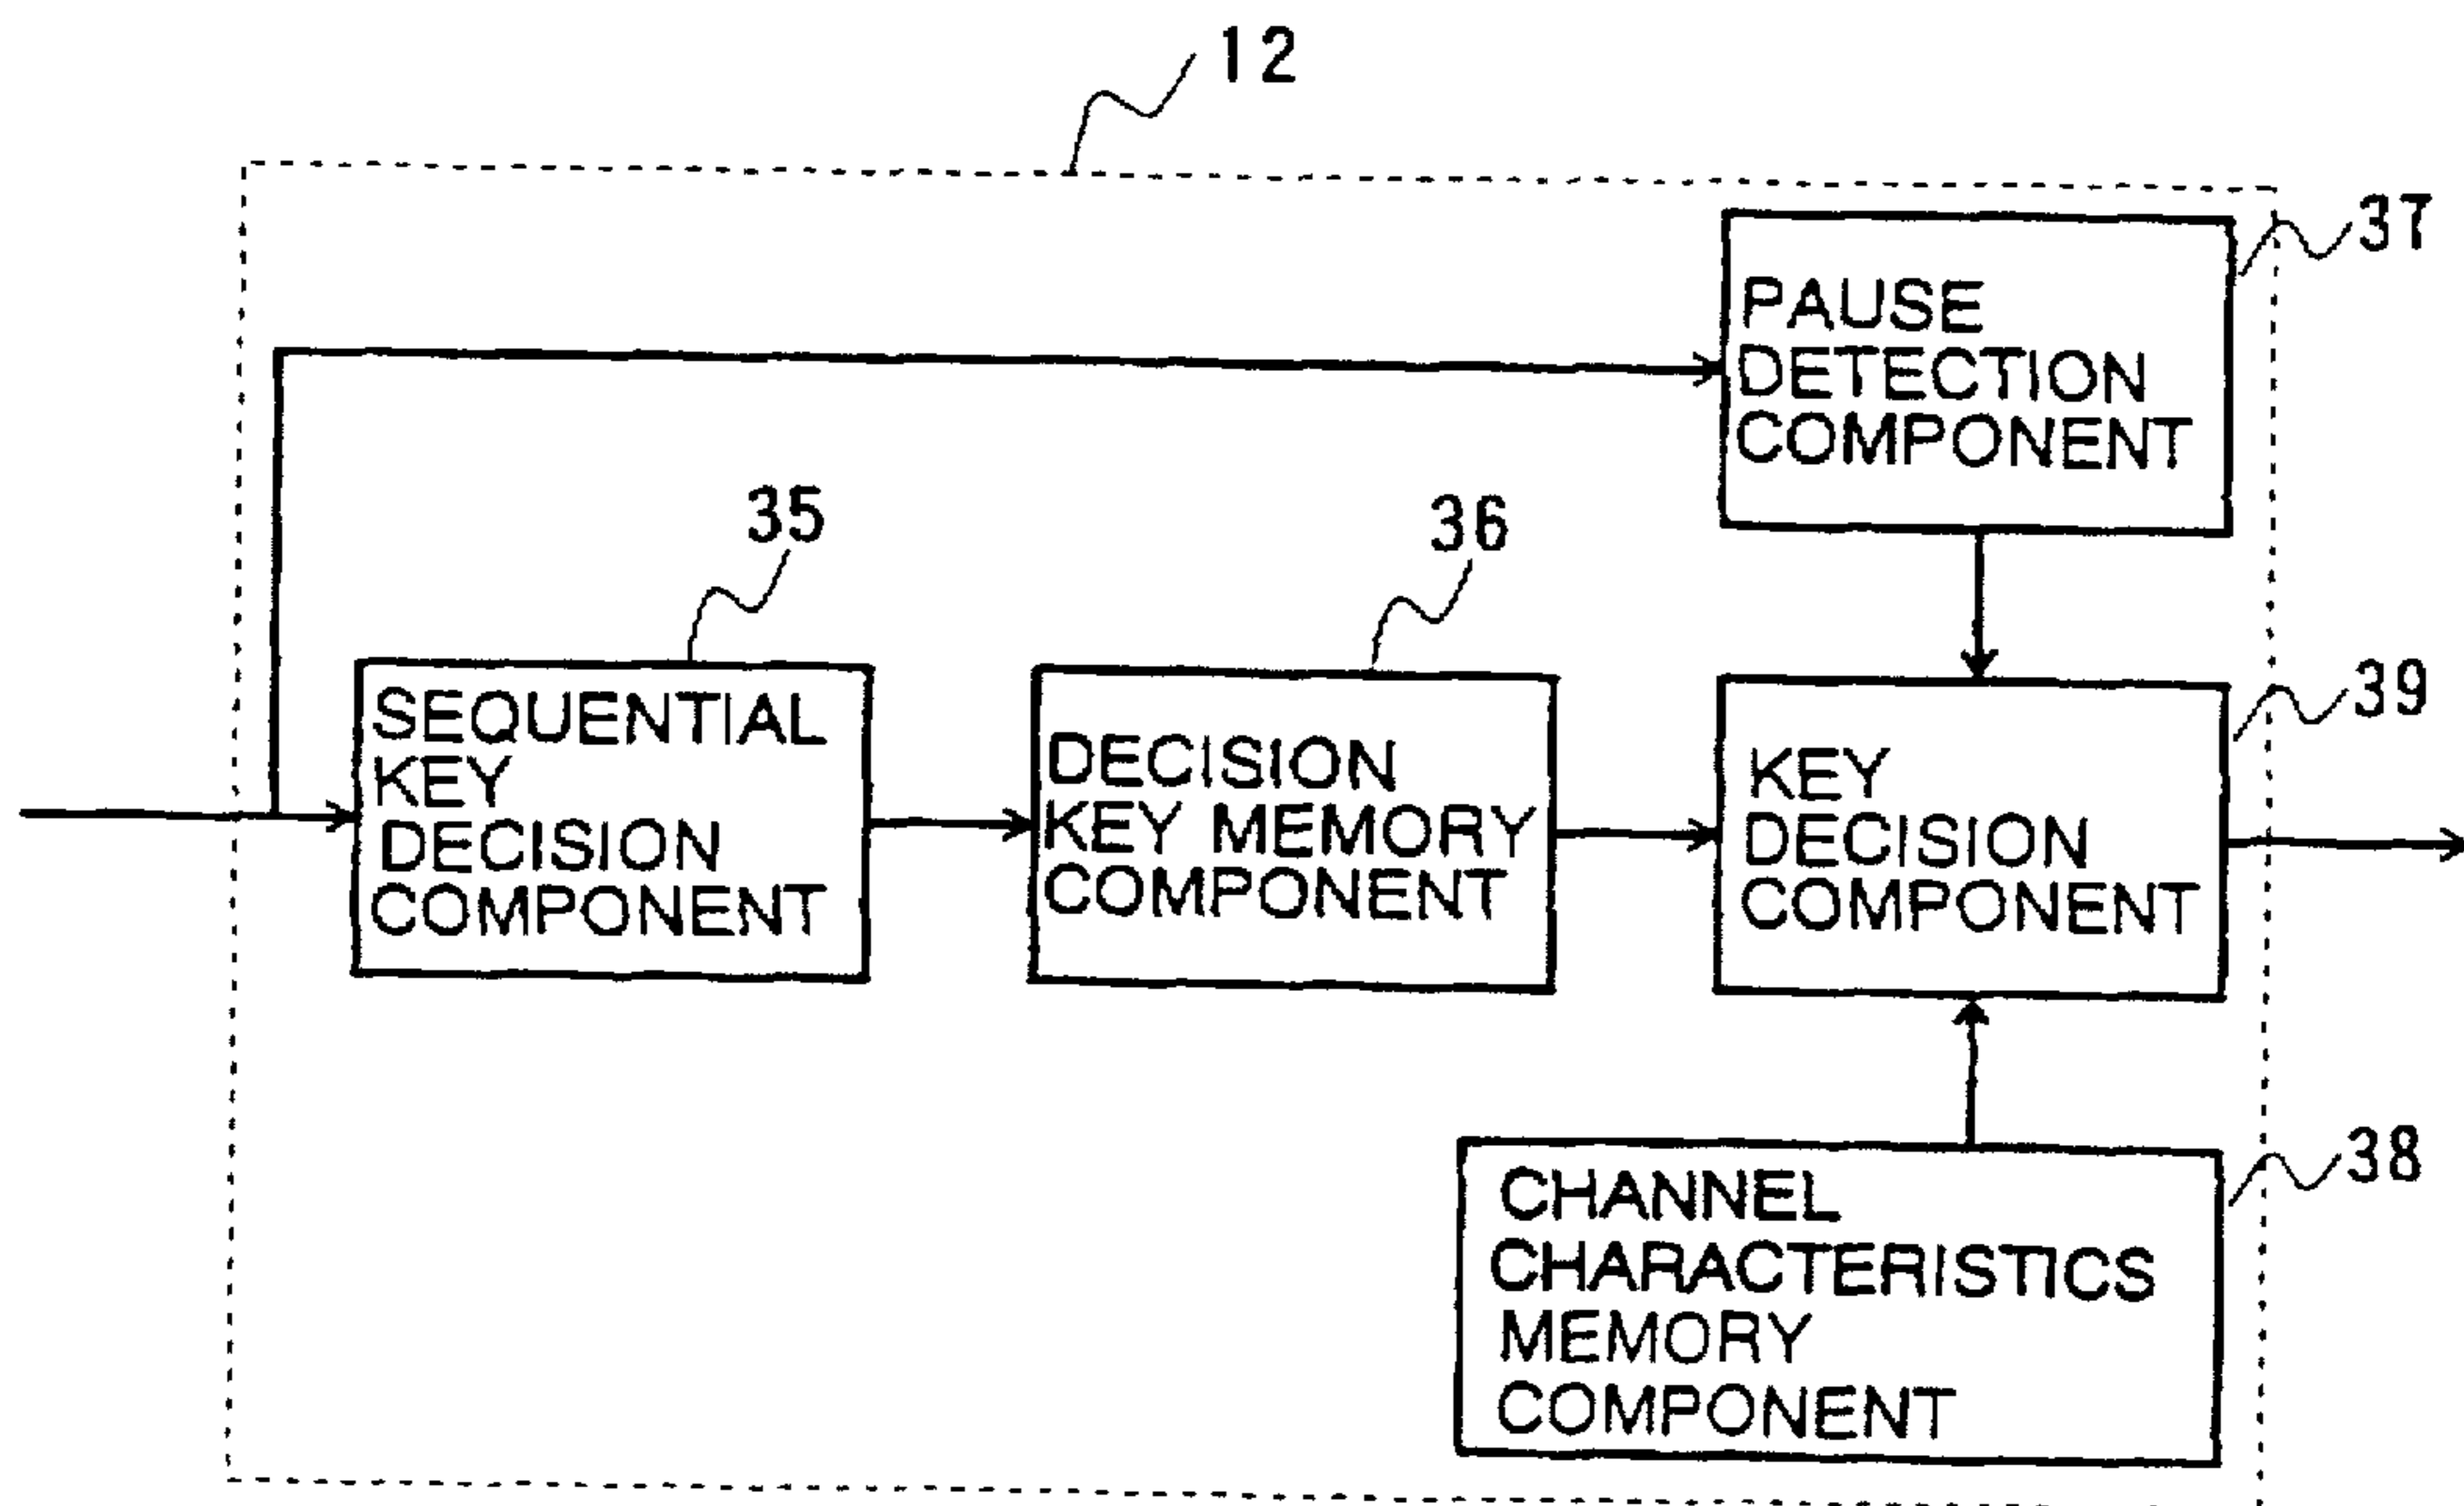 12
37
PAUSE
DETECTION
COMPONENT
35
36
39
SEQUENTIAL
KEY
DECISION
COMPONENT
DECISION
KEY MEMORY
COMPONENT
KEY
DECISION
COMPONENT
38
CHANNEL
CHARACTERISTICS
MEMORY
COMPONENT